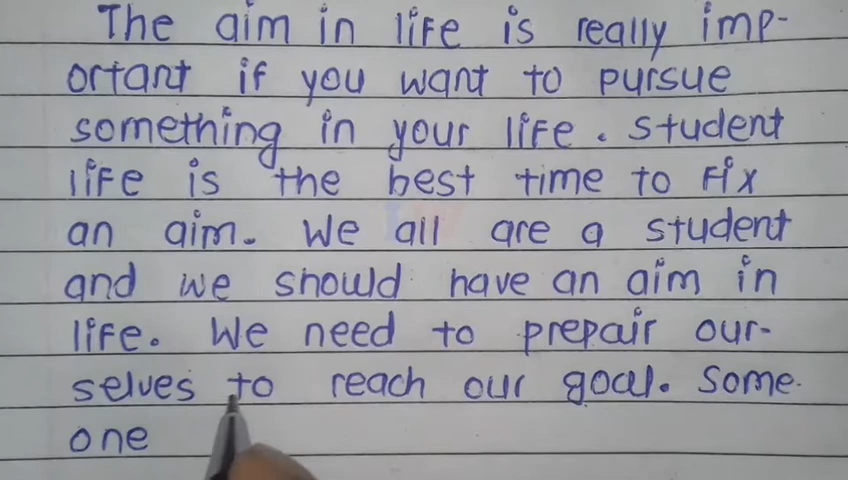 The aim in life is really imp-
ortant if you want to pursue
something in your life. student
life is the best time to fix
an aim. We all are a student
and we should have an aim in
life. We need to prepair our-
selves to reach our goal. Some
one